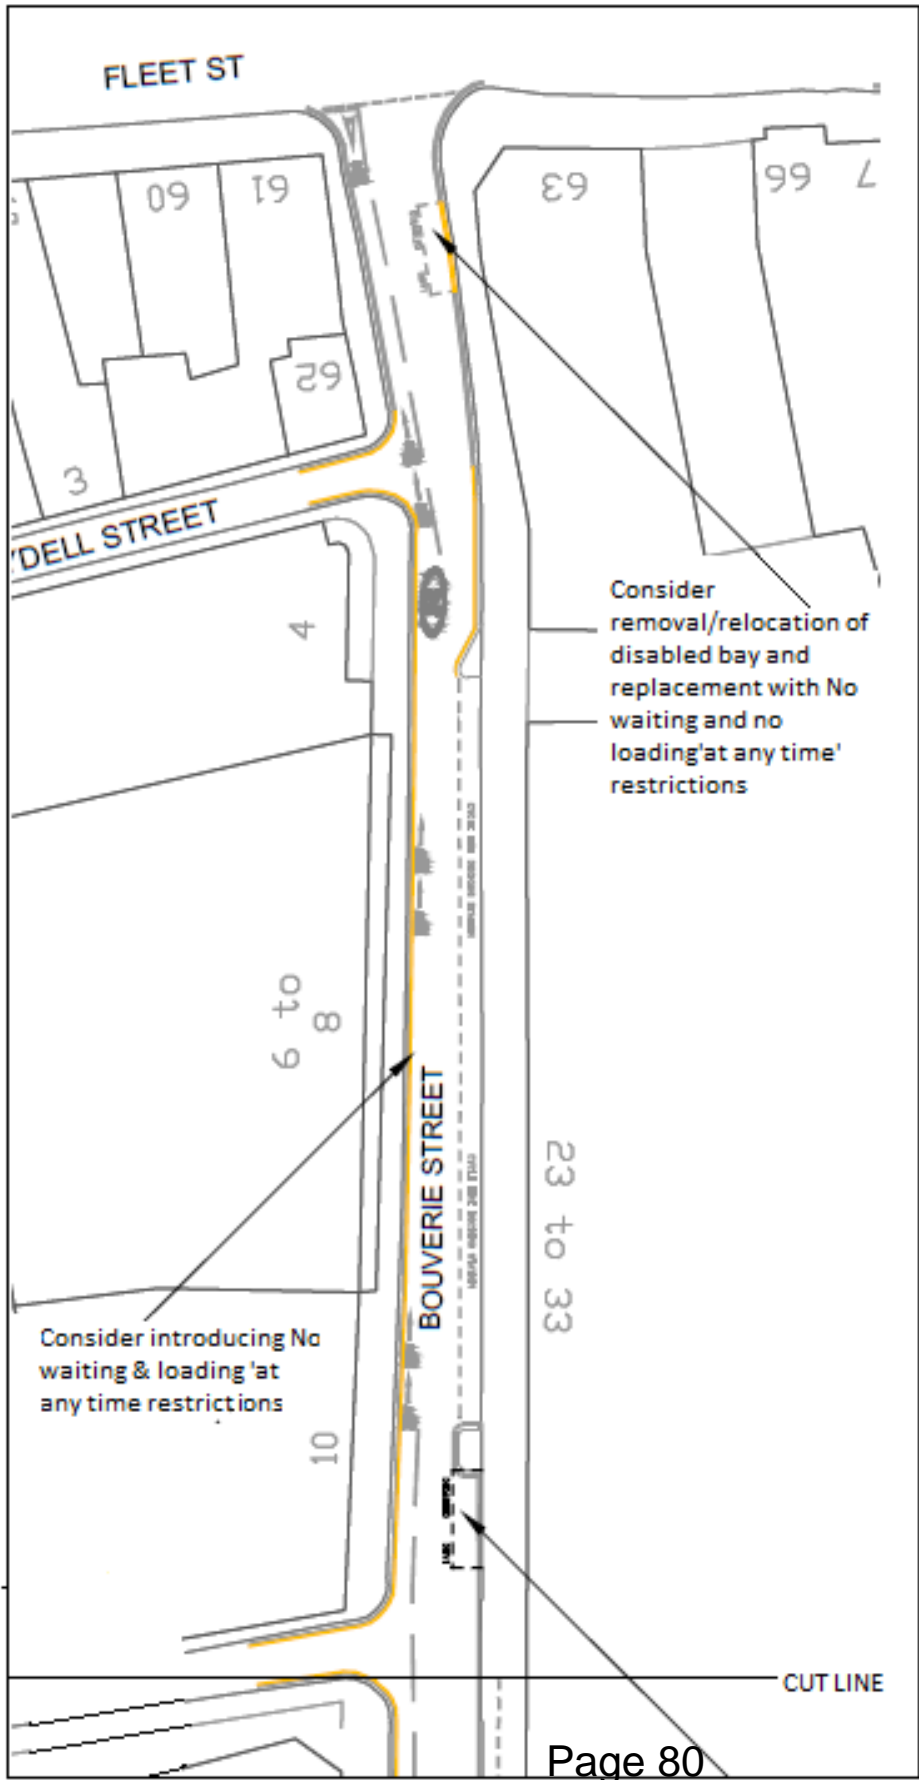 FLEET ST
60
61
63
66
7
62
3
YDELL STREET
4
Consider
removal/relocation of
disabled bay and
replacement with No
waiting and no
loading'at any time'
restrictions
6 to
8
BOUVERIE STREET
23 to 33
Consider introducing No
waiting & loading 'at
any time restrictions
10
CUT LINE
Page 80